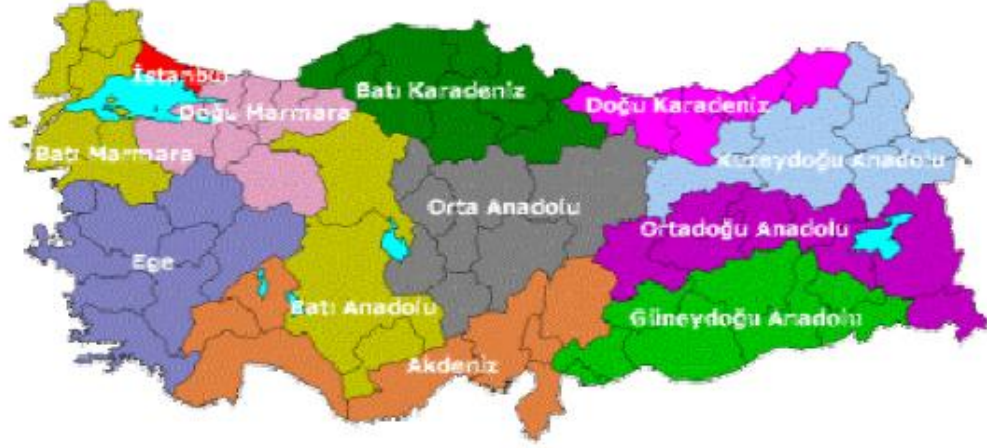 İstanbul
Batı Karadeniz
Doğu Karadeniz
Doğu Marmara
Batı Marmara
Kuzeydoğu Anadolu
Orta Anadolu
Ortadoğu Anadolu
Ege
Batı Anadolu
Güneydoğu Anadolu
Akdeniz